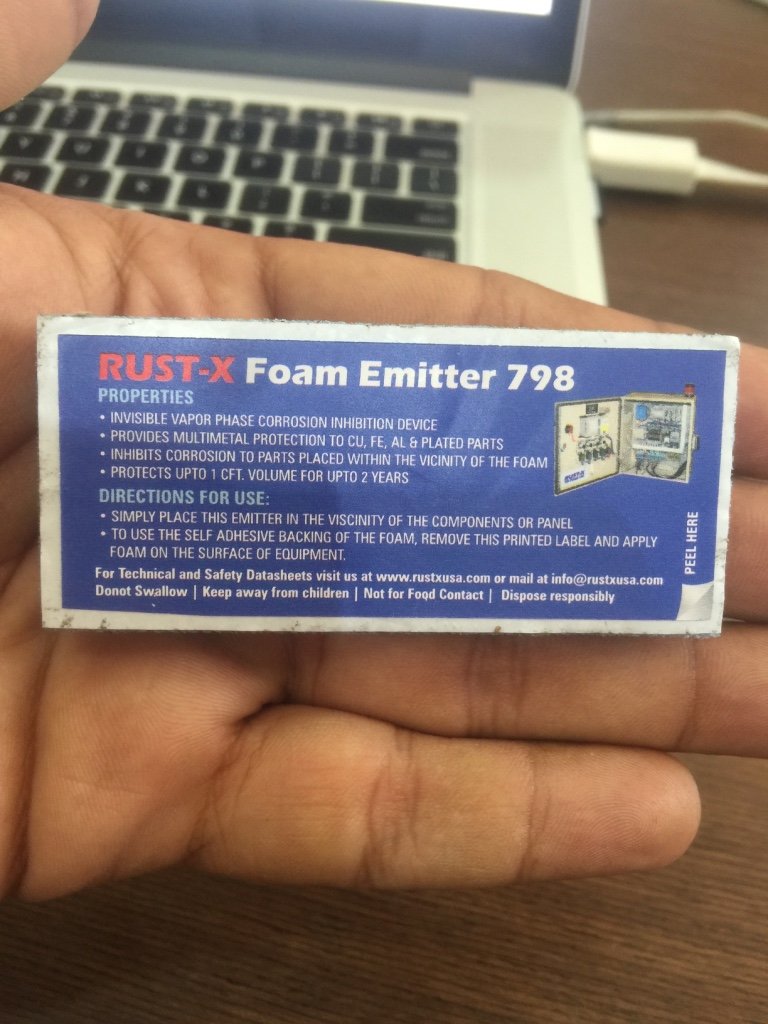 RUST-X Foam Emitter 798
PROPERTIES
• INVISIBLE VAPOR PHASE CORROSION INHIBITION DEVICE
• PROVIDES MULTIMETAL PROTECTION TO CU, FE, AL & PLATED PARTS
• INHIBITS CORROSION TO PARTS PLACED WITHIN THE VICINITY OF THE FOAM
• PROTECTS UPTO 1 CFT. VOLUME FOR UPTO 2 YEARS
DIRECTIONS FOR USE:
• SIMPLY PLACE THIS EMITTER IN THE VISCINITY OF THE COMPONENTS OR PANEL
• TO USE THE SELF ADHESIVE BACKING OF THE FOAM, REMOVE THIS PRINTED LABEL AND APPLY
FOAM ON THE SURFACE OF EQUIPMENT.
For Technical and Safety Datasheets visit us at www.rustxusa.com or mail at info@rustxusa.com
Donot Swallow | Keep away from children | Not for Food Contact | Dispose responsibly
PEEL HERE